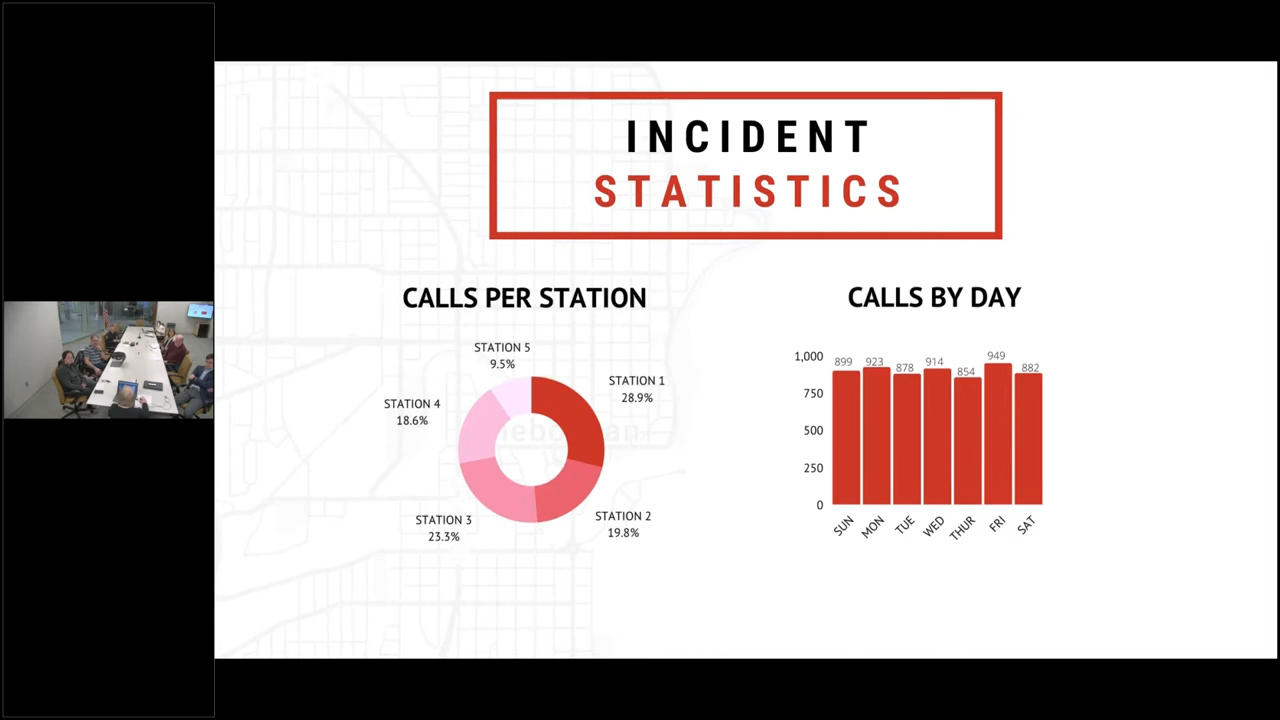 INCIDENT
STATISTICS
CALLS PER STATION
STATION 5
9.5%
STATION 1
28.9%
STATION 4
18.6%
STATION 3
23.3%
STATION 2
19.8%
CALLS BY DAY
1,000
750
500
250
0
899
923
878
914
854
949
882
SUN
MON
TUE
WED
THUR
FRI
SAT